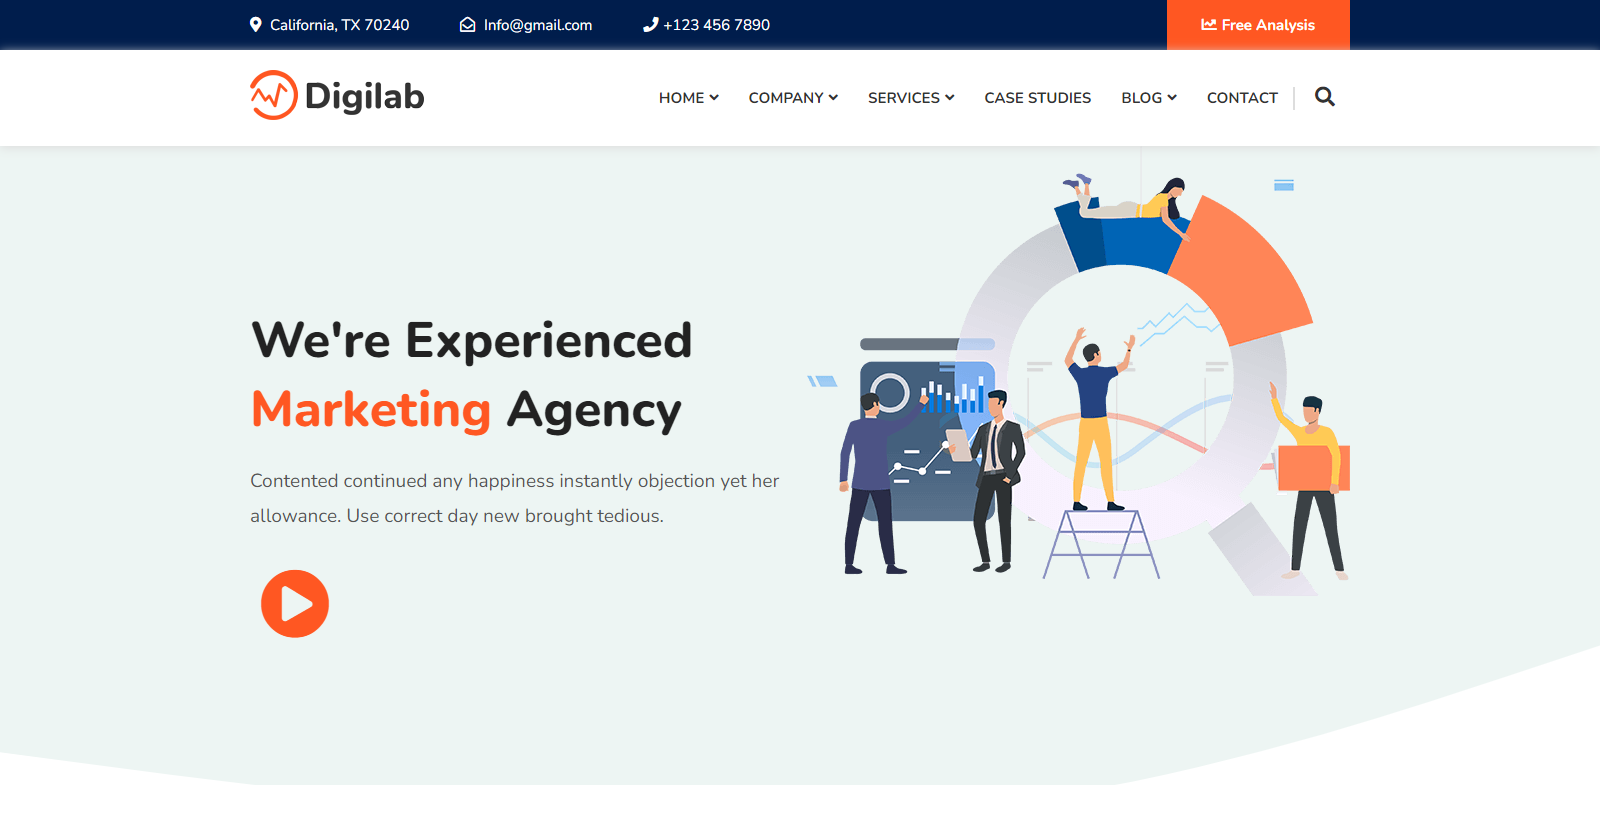 California, TX 70240 Info@gmail.com +123 456 7890 Free Analysis
Digilab HOME COMPANY SERVICES CASE STUDIES BLOG CONTACT
We're Experienced
Marketing Agency
Contented continued any happiness instantly objection yet her
allowance. Use correct day new brought tedious.